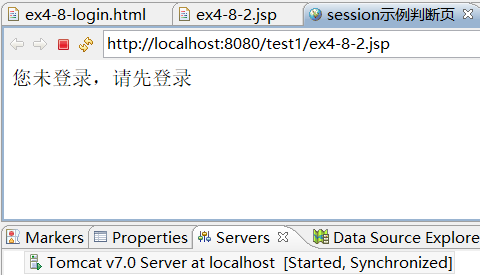 ex4-8-login.html ex4-8-2.jsp session示例判断页
http://localhost:8080/test1/ex4-8-2.jsp
您未登录，请先登录
Markers Properties Servers Data Source Explore
Tomcat v7.0 Server at localhost [Started, Synchronized]